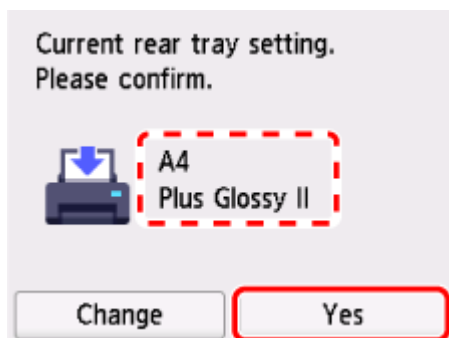 Current rear tray setting.
Please confirm.
A4
Plus Glossy II
Change
Yes